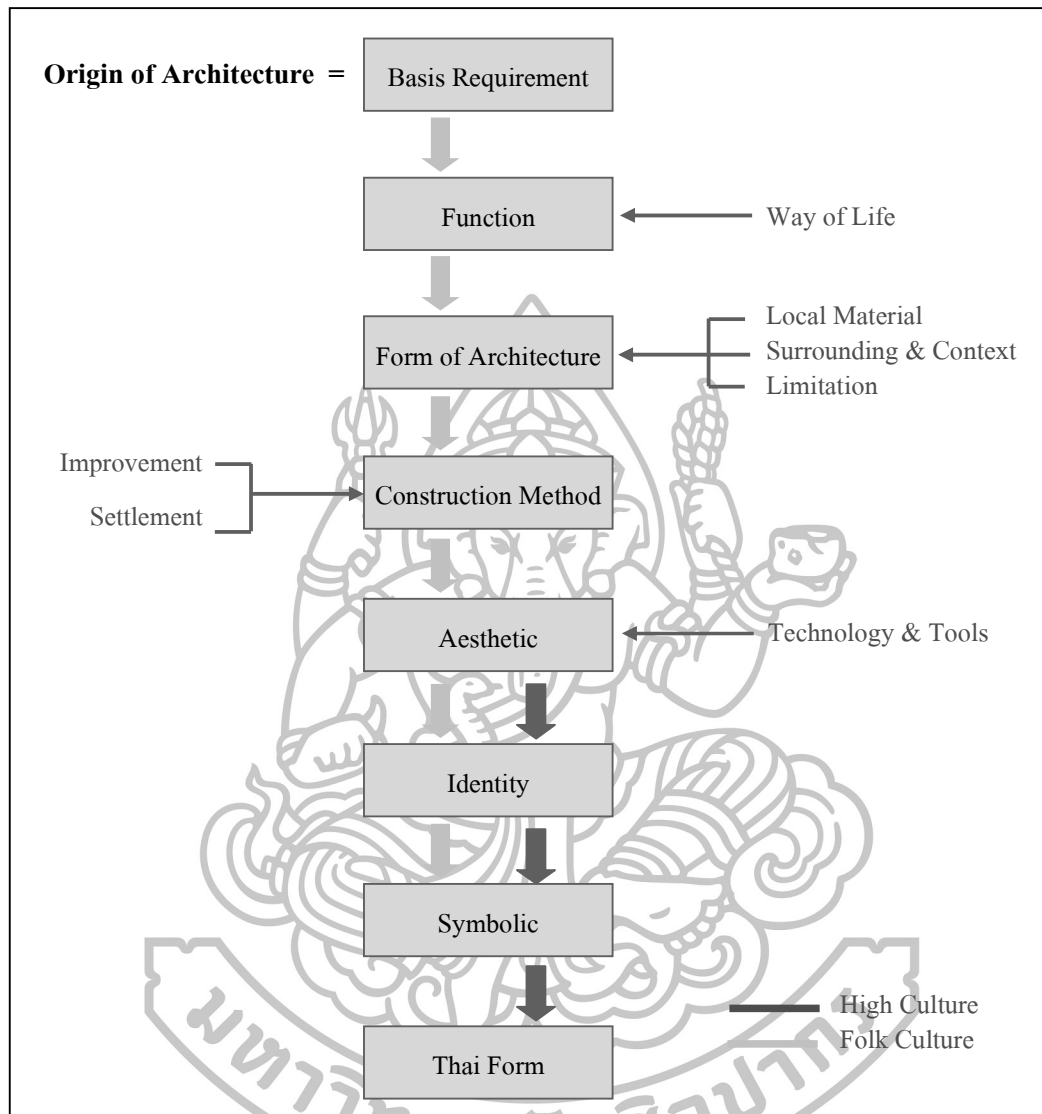 Origin of Architecture =
Basis Requirement
Function
Way of Life
Form of Architecture
Local Material
Surrounding & Context
Limitation
Improvement
Settlement
Construction Method
Aesthetic
Technology & Tools
Identity
Symbolic
High Culture
Folk Culture
Thai Form